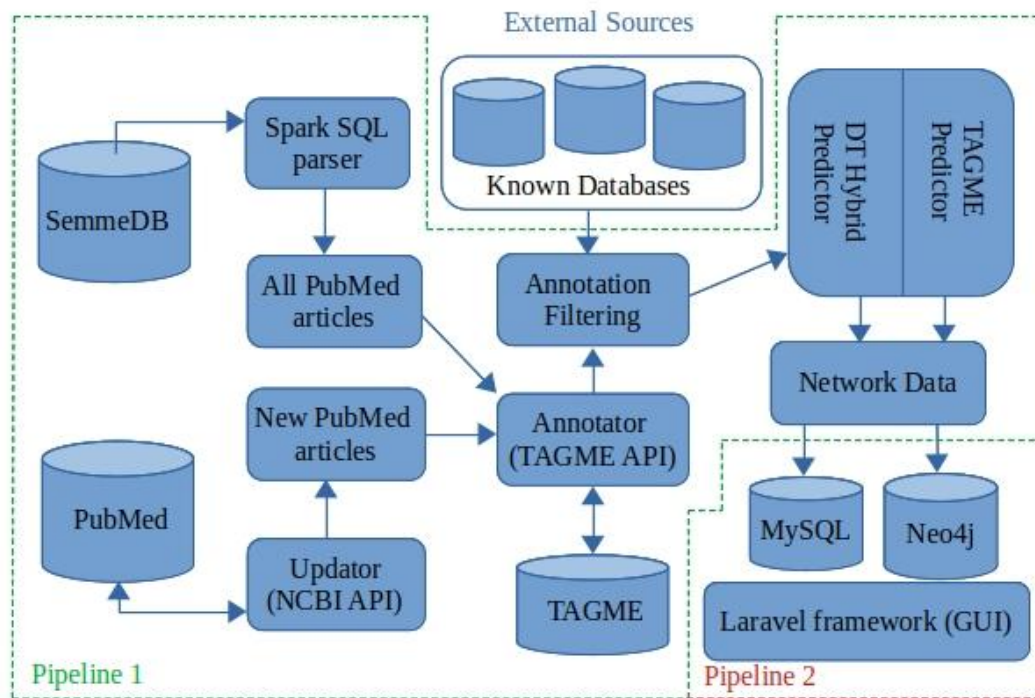 External Sources
Spark SQL
parser
SemmeDB
Known Databases
DT Hybrid
Predictor
TAGME
Predictor
All PubMed
articles
Annotation
Filtering
Network Data
New PubMed
articles
Annotator
(TAGME API)
PubMed
Updator
(NCBI API)
TAGME
MySQL
Neo4j
Laravel framework (GUI)
Pipeline 1
Pipeline 2